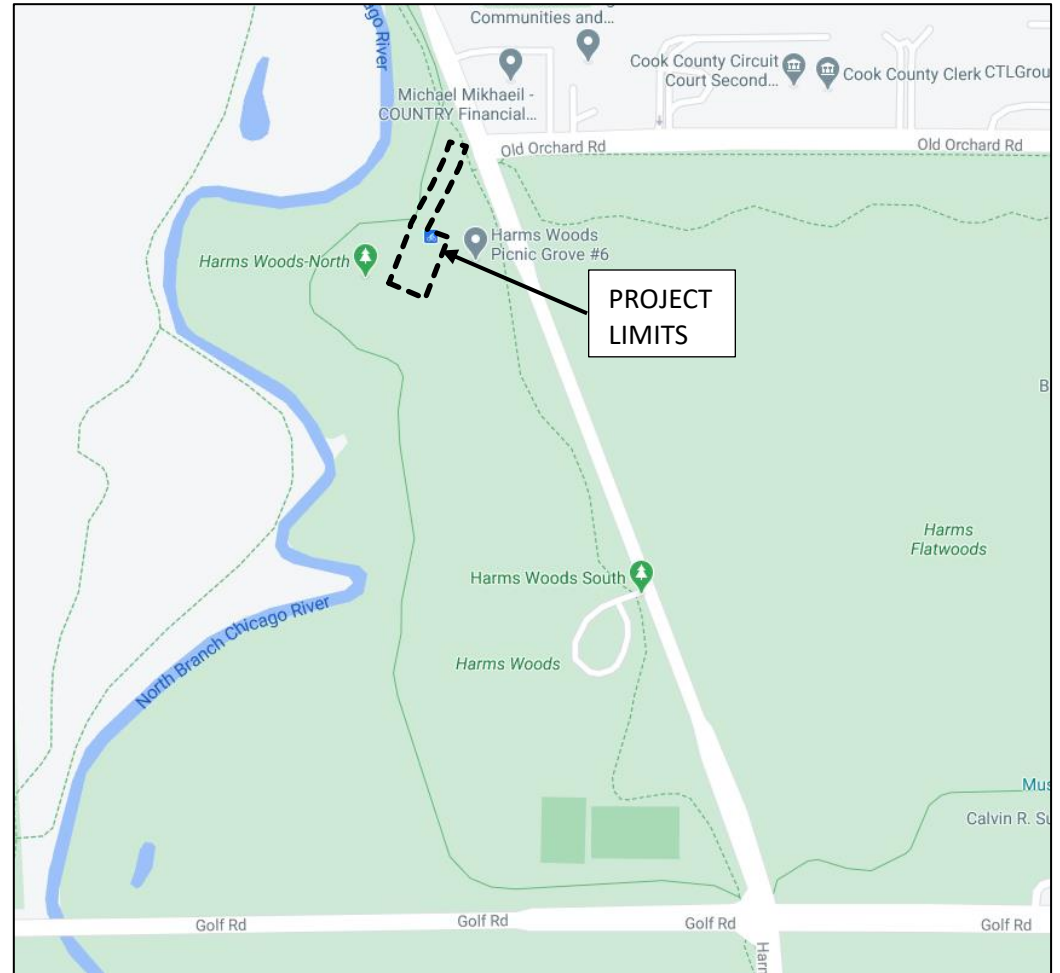 Communities and...
Cook County Circuit
Court Second...
Cook County Clerk
CTLGrou
Michael Mikhaeil -
COUNTRY Financial...
cago River
Old Orchard Rd
Old Orchard Rd
Harms Woods
Picnic Grove #6
Harms Woods-North
PROJECT
LIMITS
B
Harms
Flatwoods
Harms Woods South
North Branch Chicago River
Harms Woods
Mus
Calvin R. Su
Golf Rd
Golf Rd
Golf Rd
Golf Rd
Harm